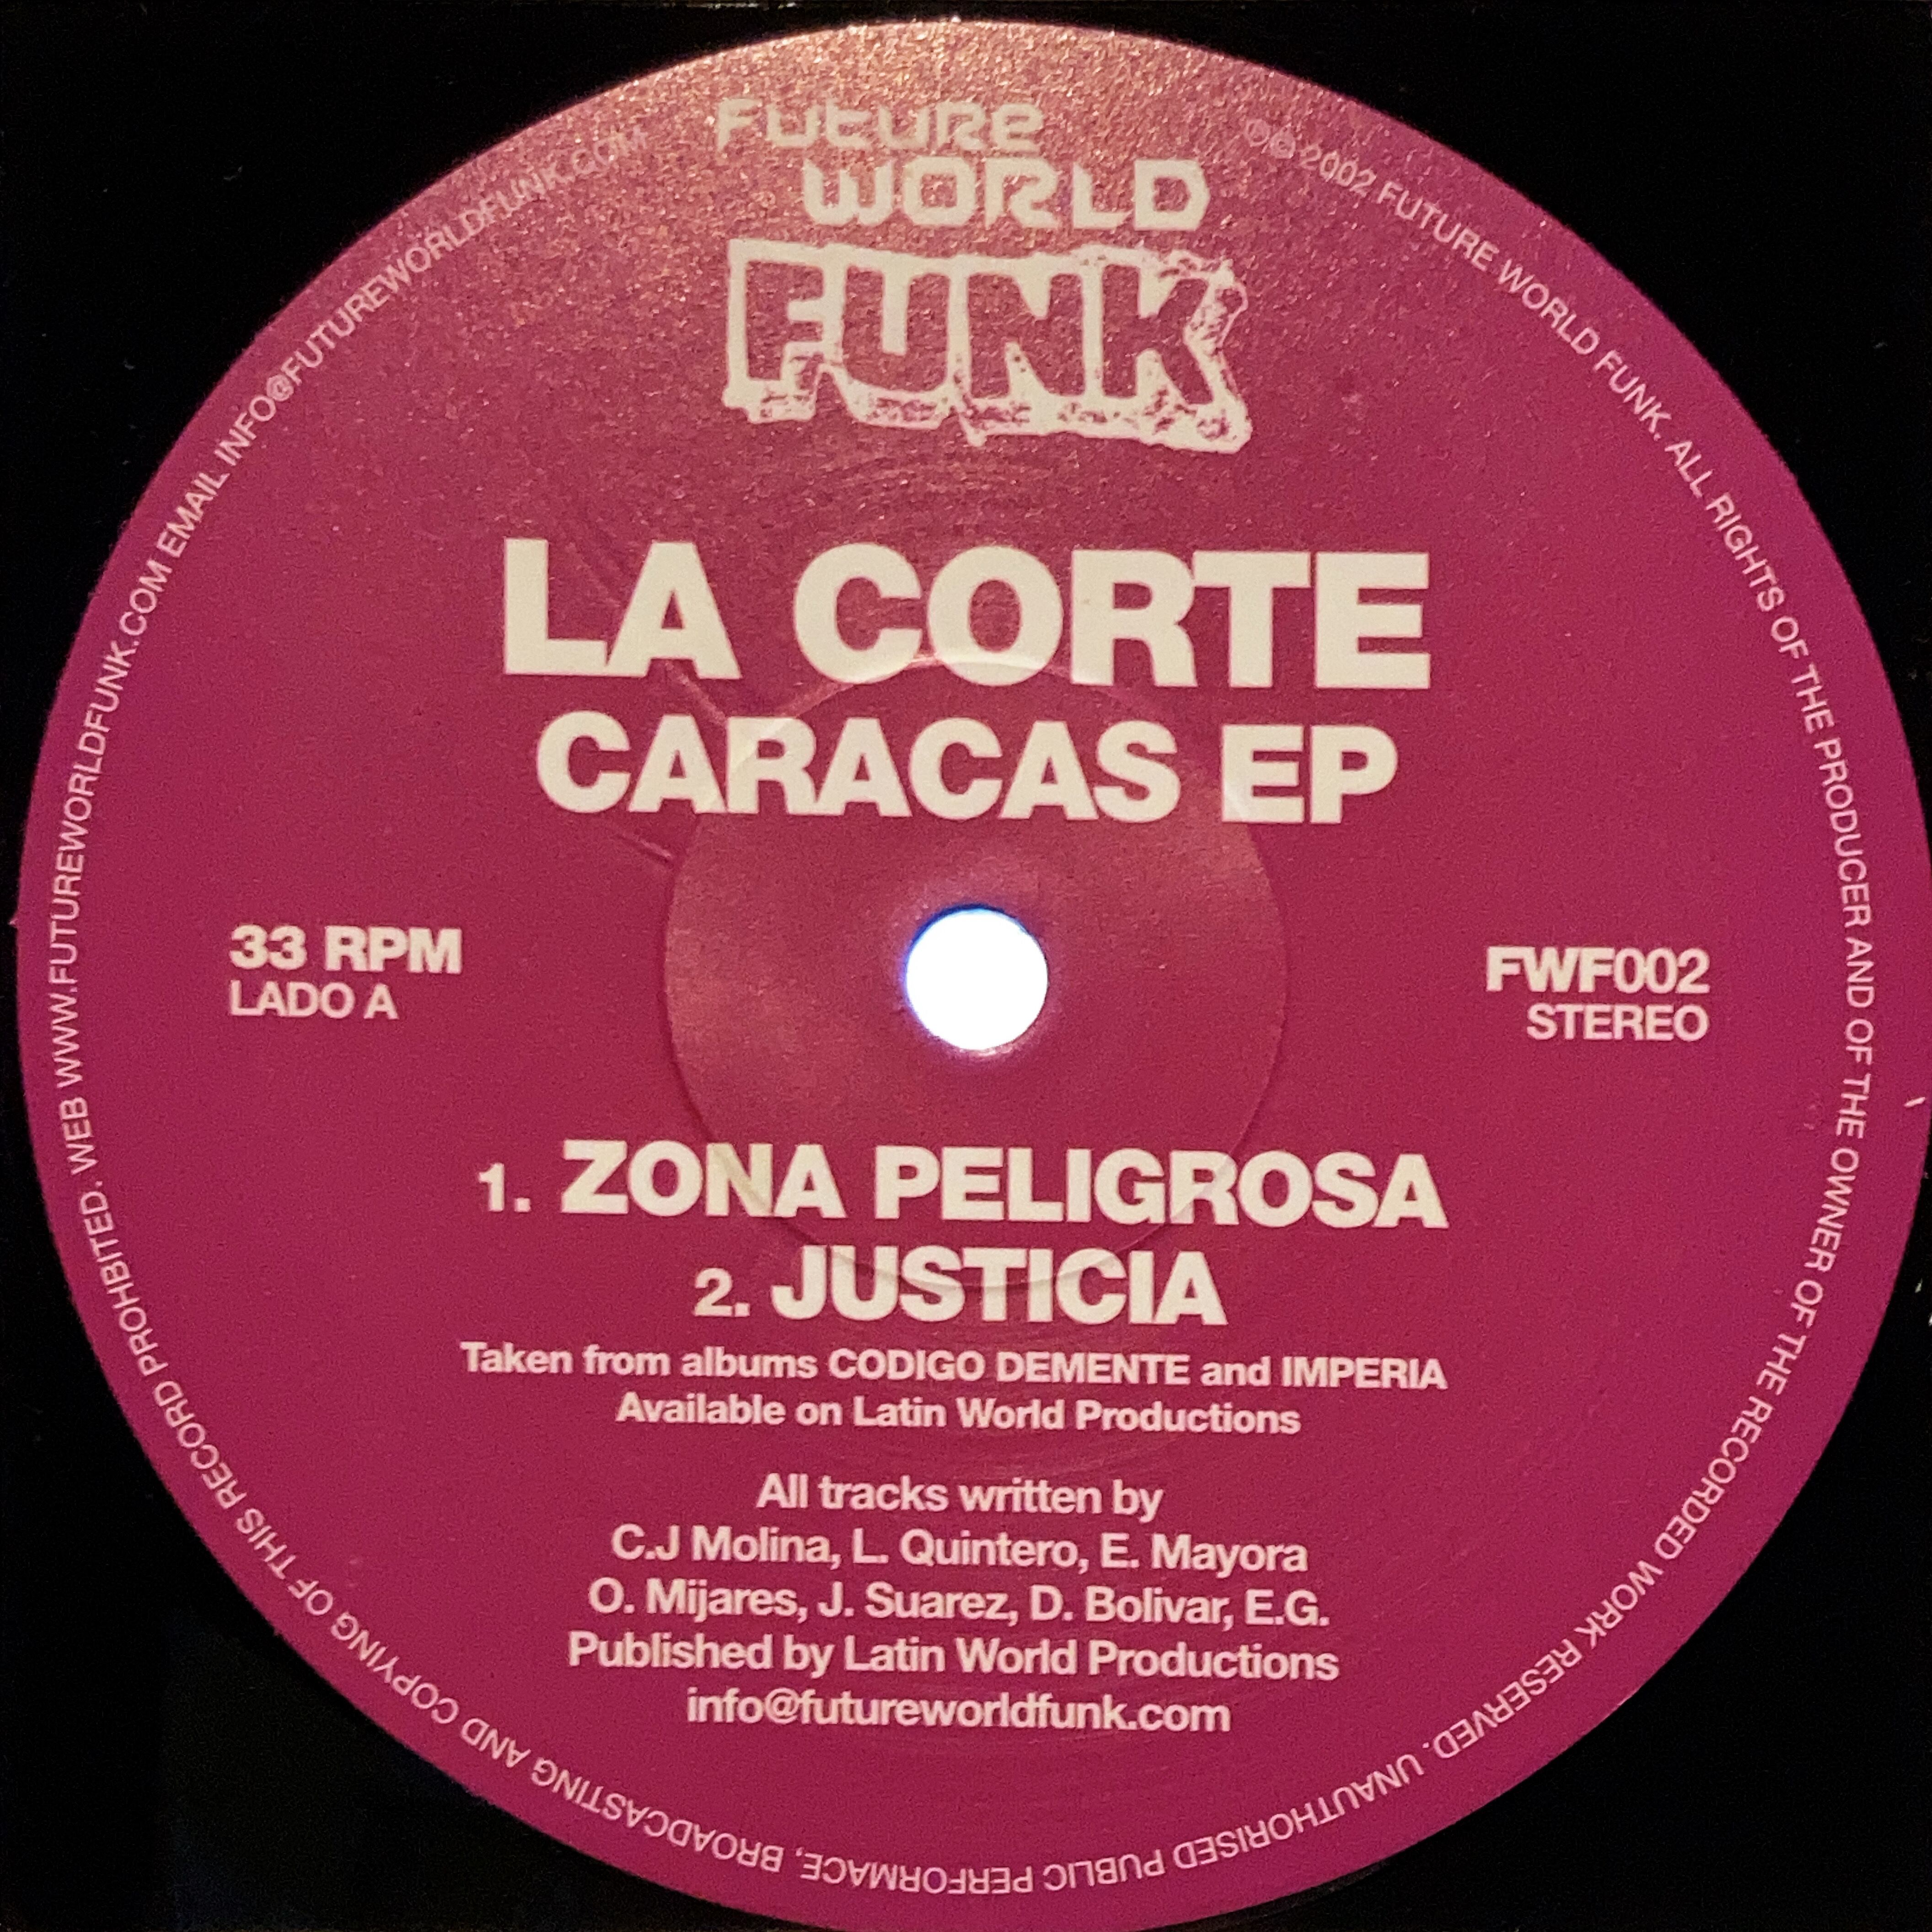 Future
WORLD
FUNK
LA CORTE
CARACAS EP
33 RPM
LADO A
FWF002
STEREO
1. ZONA PELIGROSA
2. JUSTICIA
Taken from albums CODIGO DEMENTE and IMPERIA
Available on Latin World Productions
All tracks written by
C.J Molina, L. Quintero, E. Mayora
O. Mijares, J. Suarez, D. Bolivar, E.G.
Published by Latin World Productions
info@futureworldfunk.com
℗© 2002 FUTURE WORLD FUNK. ALL RIGHTS OF THE PRODUCER AND OF THE OWNER OF THE RECORDED WORK RESERVED. UNAUTHORISED PUBLIC PERFORMACE, BROADCASTING AND COPYING OF THIS RECORD PROHBITED. WEB WWW.FUTUREWORLDFUNK.COM EMAIL INFO@FUTUREWORLDFUNK.COM